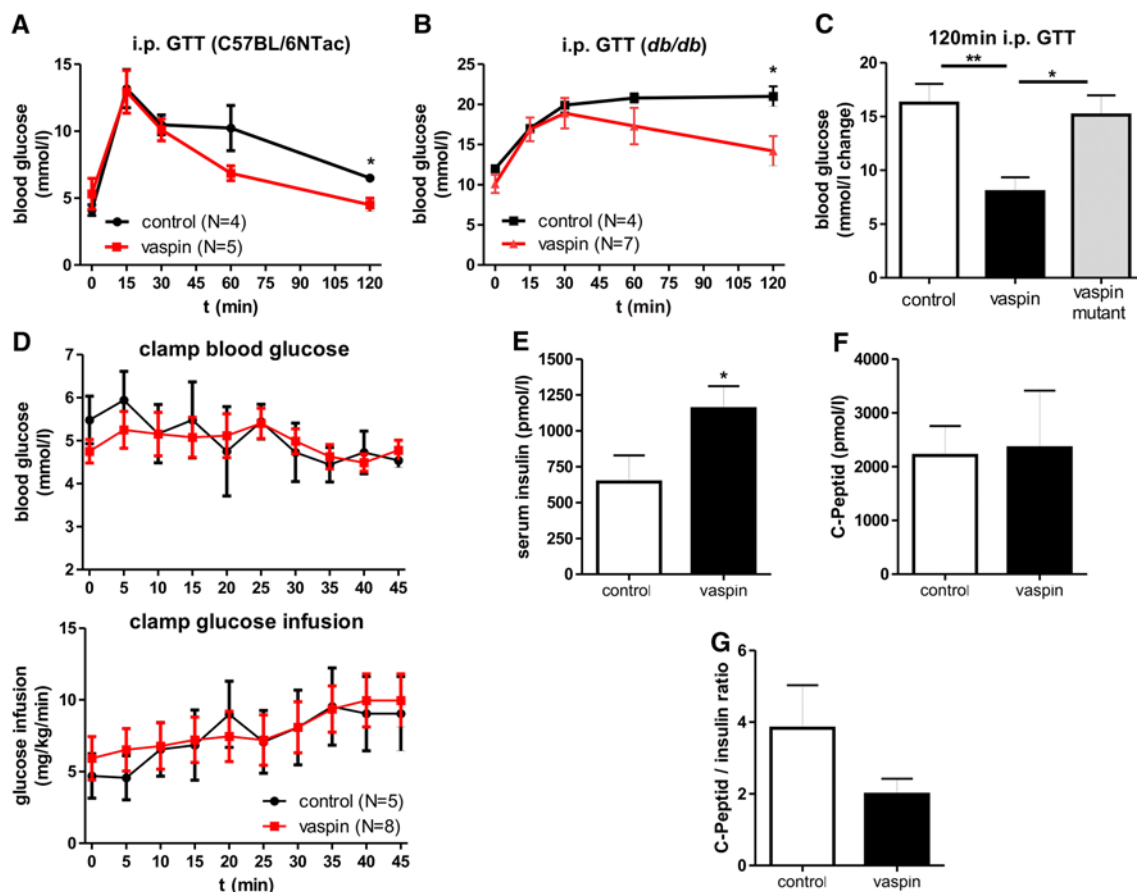 A
i.p. GTT (C57BL/6NTac)
blood glucose
(mmol/l)
15
10
5
0
control (N=4)
vaspin (N=5)
*
0 15 30 45 60 75 90 105 120
t (min)
B
i.p. GTT (db/db)
blood glucose
(mmol/l)
25
20
15
10
5
0
control (N=4)
vaspin (N=7)
*
0 15 30 45 60 75 90 105 120
t (min)
C
120min i.p. GTT
blood glucose
(mmol/l change)
20
15
10
5
0
**
*
control vaspin vaspin
mutant
D
clamp blood glucose
blood glucose
(mmol/l)
7
6
5
4
3
2
0 5 10 15 20 25 30 35 40 45
clamp glucose infusion
glucose infusion
(mg/kg/min)
15
10
5
0
control (N=5)
vaspin (N=8)
0 5 10 15 20 25 30 35 40 45
t (min)
E
serum insulin (pmol/l)
1500
1250
1000
750
500
250
0
*
control vaspin
F
C-Peptid (pmol/l)
4000
3000
2000
1000
0
control vaspin
G
C-Peptid / insulin ratio
6
4
2
0
control vaspin